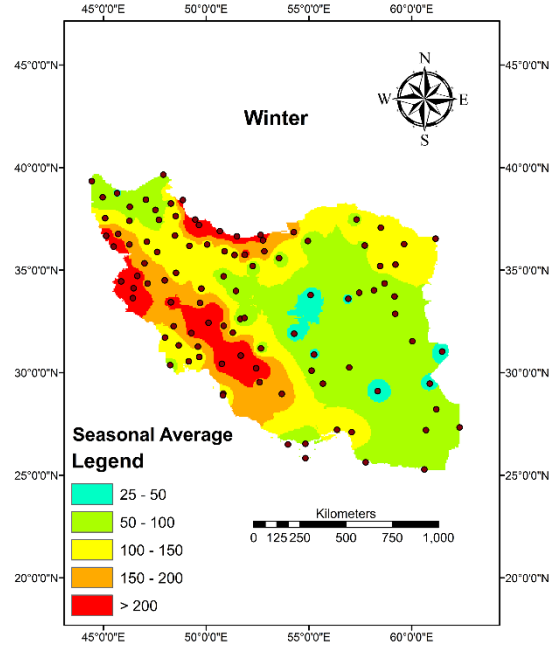 45°0'0"E 50°0'0"E 55°0'0"E 60°0'0"E
45°0'0"N 45°0'0"N
N
W E
S
Winter
40°0'0"N 40°0'0"N
35°0'0"N 35°0'0"N
30°0'0"N 30°0'0"N
25°0'0"N 25°0'0"N
20°0'0"N 20°0'0"N
Seasonal Average
Legend
25 - 50
50 - 100
100 - 150
150 - 200
> 200
Kilometers
0 125 250 500 750 1,000
45°0'0"E 50°0'0"E 55°0'0"E 60°0'0"E